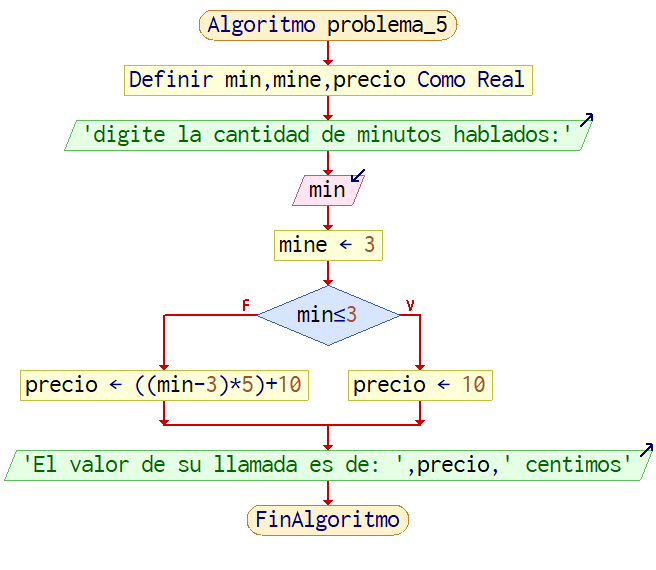 Algoritmo problema_5
Definir min,mine,precio Como Real
'digite la cantidad de minutos hablados:'
min
mine ← 3
min≤3
F
V
precio ← ((min-3)*5)+10
precio ← 10
'El valor de su llamada es de: ',precio,' centimos'
FinAlgoritmo